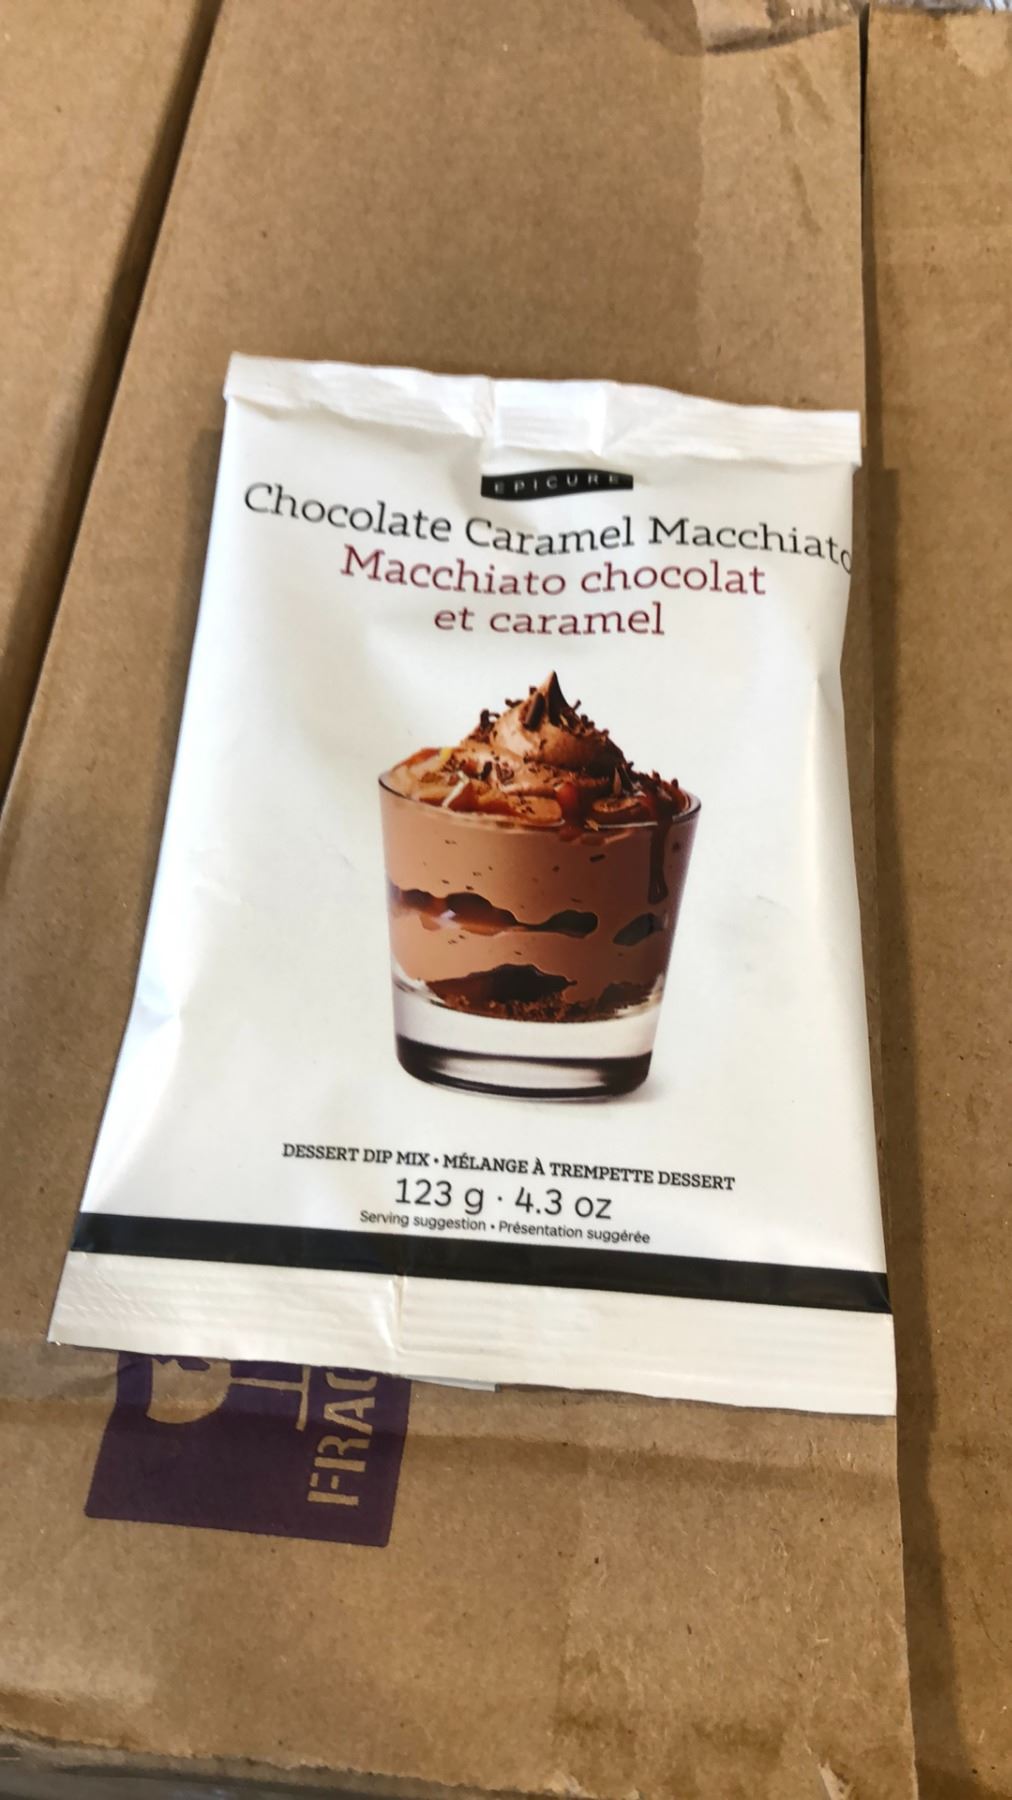 EPICURE
Chocolate Caramel Macchiato
Macchiato chocolat
et caramel
DESSERT DIP MIX • MÉLANGE À TREMPETTE DESSERT
123 g · 4.3 oz
Serving suggestion • Présentation suggérée
FRAG